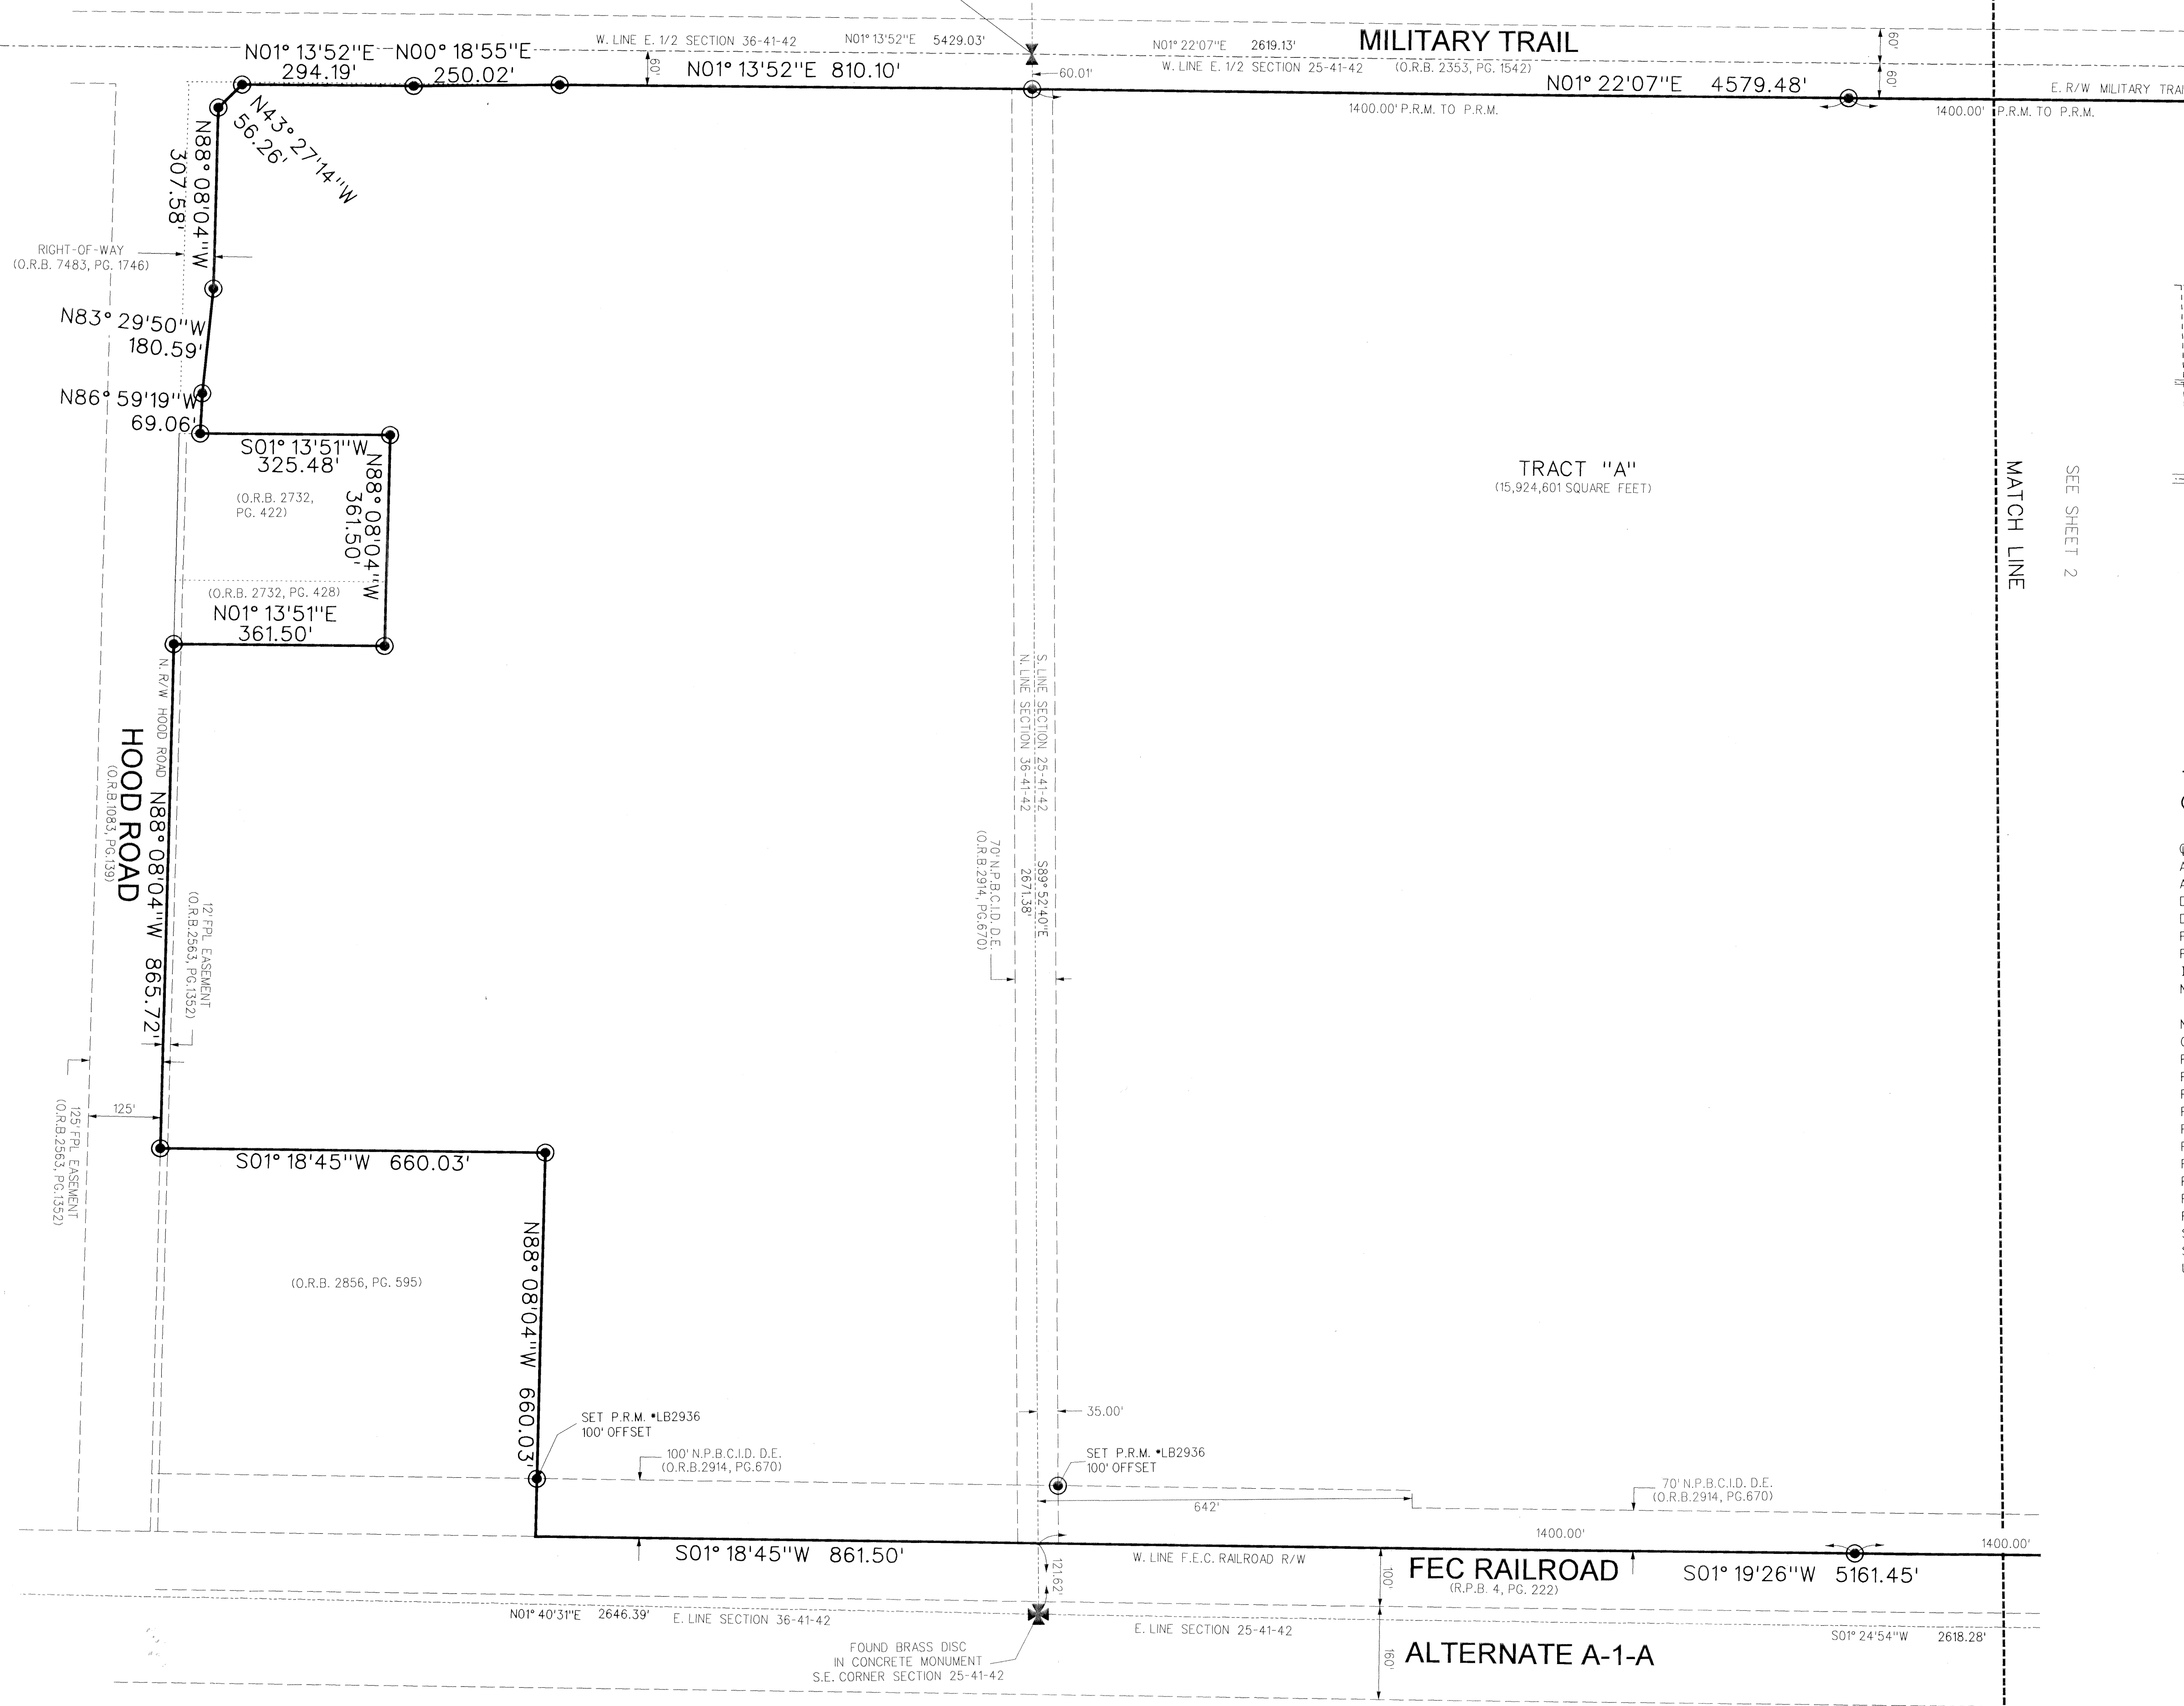 W. LINE E. 1/2 SECTION 36-41-42 N01° 13'52"E 5429.03'
N01° 22'07"E 2619.13'
MILITARY TRAIL
W. LINE E. 1/2 SECTION 25-41-42 (O.R.B. 2353, PG. 1542)
60'
60'
60'
N01° 13'52"E
294.19'
N00° 18'55"E
250.02'
N01° 13'52"E 810.10'
60.01'
N01° 22'07"E 4579.48'
1400.00' P.R.M. TO P.R.M.
1400.00' P.R.M. TO P.R.M.
E. R/W MILITARY TRAI
N43° 27'14"W
56.26'
N88° 08'04"W
307.58'
RIGHT-OF-WAY
(O.R.B. 7483, PG. 1746)
N83° 29'50"W
180.59'
N86° 59'19"W
69.06'
S01° 13'51"W
325.48'
(O.R.B. 2732,
PG. 422)
N88° 08'04"W
361.50'
(O.R.B. 2732, PG. 428)
N01° 13'51"E
361.50'
TRACT "A"
(15,924,601 SQUARE FEET)
MATCH LINE
SEE SHEET 2
S. LINE SECTION 25-41-42 S89° 52'40"E
N. LINE SECTION 36-41-42 2671.38'
70' N.P.B.C.I.D. D.E.
(O.R.B.2914, PG.670)
N. R/W HOOD ROAD N88° 08'04"W 865.72'
HOOD ROAD
(O.R.B.1083, PG.139)
12' FPL EASEMENT
(O.R.B.2563, PG.1352)
125'
125' FPL EASEMENT
(O.R.B.2563, PG.1352)
S01° 18'45"W 660.03'
(O.R.B. 2856, PG. 595)
N88° 08'04"W 660.03'
SET P.R.M. #LB2936
100' OFFSET
100' N.P.B.C.I.D. D.E.
(O.R.B.2914, PG.670)
35.00'
SET P.R.M. #LB2936
100' OFFSET
642'
70' N.P.B.C.I.D. D.E.
(O.R.B.2914, PG.670)
1400.00'
1400.00'
S01° 18'45"W 861.50'
W. LINE F.E.C. RAILROAD R/W
121.62'
100'
FEC RAILROAD
(R.P.B. 4, PG. 222)
S01° 19'26"W 5161.45'
N01° 40'31"E 2646.39' E. LINE SECTION 36-41-42
E. LINE SECTION 25-41-42
S01° 24'54"W 2618.28'
FOUND BRASS DISC
IN CONCRETE MONUMENT
S.E. CORNER SECTION 25-41-42
160'
ALTERNATE A-1-A